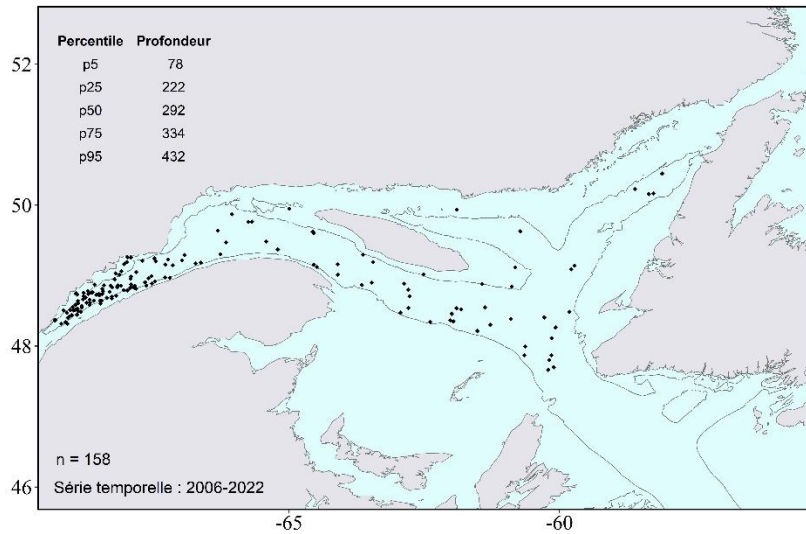 Percentile Profondeur
p5 78
p25 222
p50 292
p75 334
p95 432
52
50
48
46
n = 158
Série temporelle : 2006-2022
-65 -60